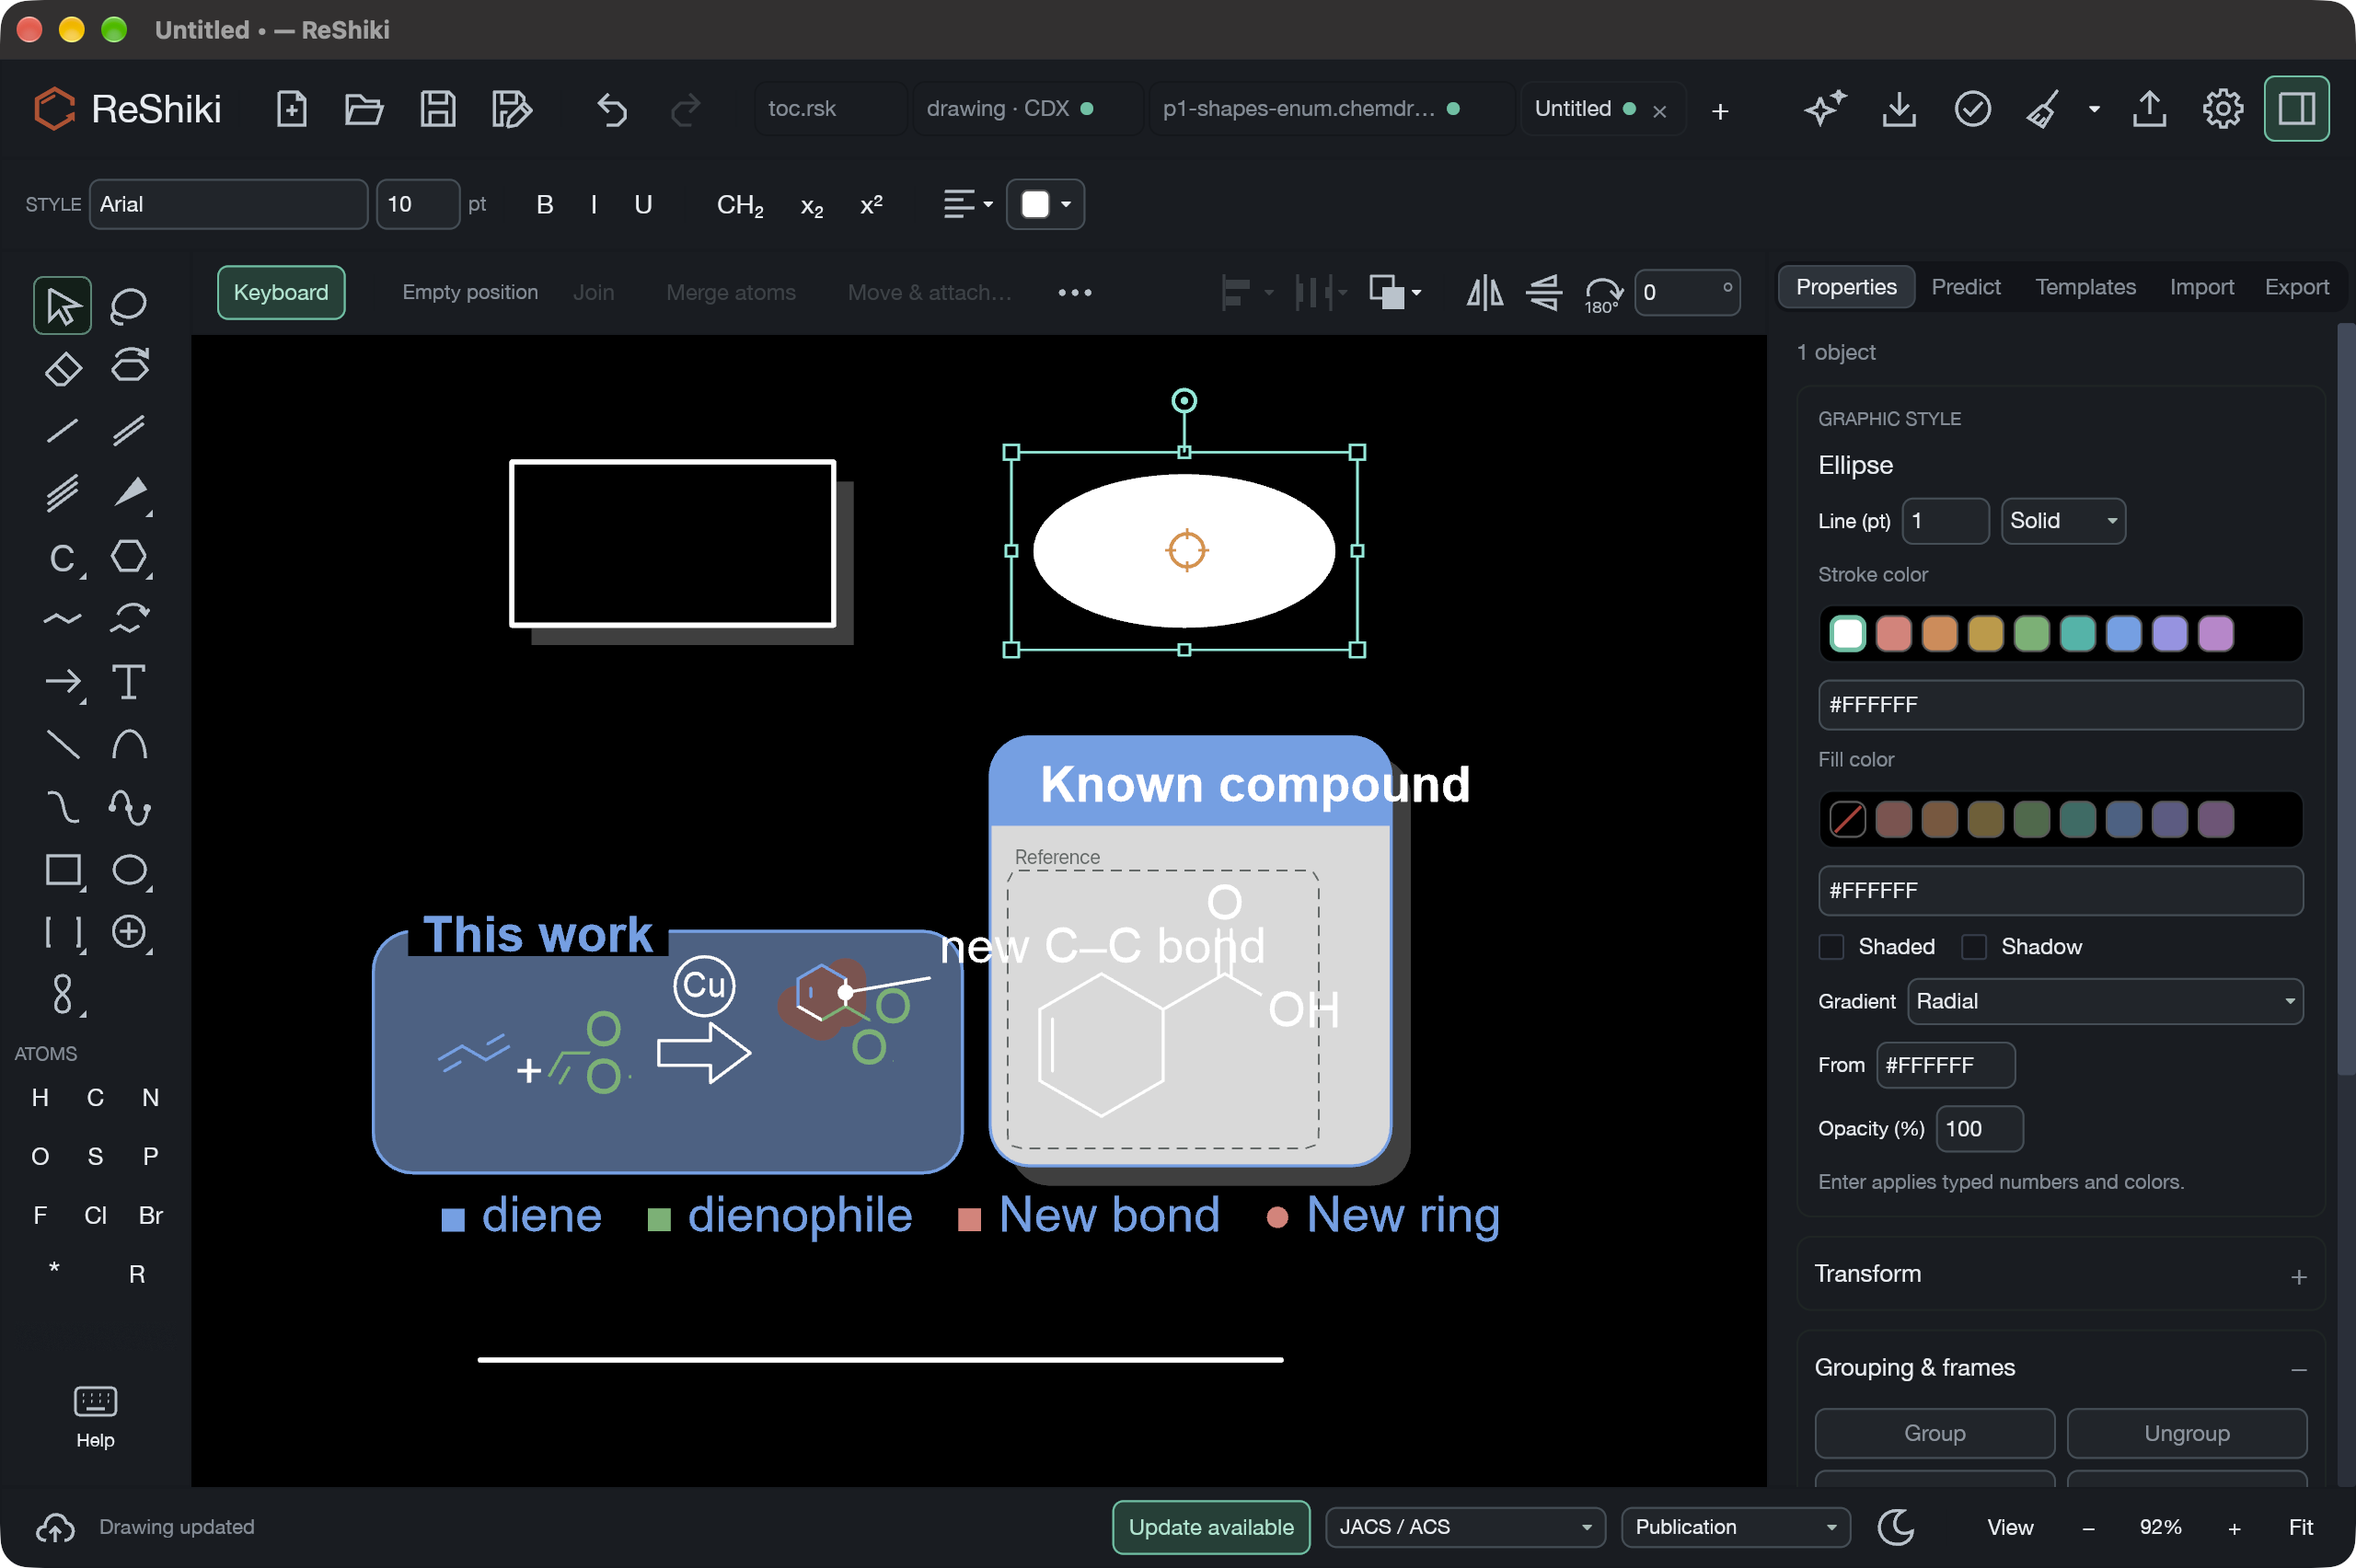 Untitled • — ReShiki
ReShiki
toc.rsk
drawing · CDX
p1-shapes-enum.chemdr...
Untitled
STYLE Arial 10 pt B I U CH₂ x₂ x²
Keyboard Empty position Join Merge atoms Move & attach... 180° 0 °
Properties Predict Templates Import Export
1 object
GRAPHIC STYLE
Ellipse
Line (pt) 1 Solid
Stroke color
#FFFFFF
Fill color
#FFFFFF
Shaded Shadow
Gradient Radial
From #FFFFFF
Opacity (%) 100
Enter applies typed numbers and colors.
Transform +
Grouping & frames –
Group Ungroup
C
T
ATOMS
H C N
O S P
F Cl Br
* R
Help
Known compound
Reference
O
OH
This work
new C–C bond
Cu
O
O
+
O
O
diene dienophile New bond New ring
Drawing updated
Update available JACS / ACS Publication View – 92% + Fit